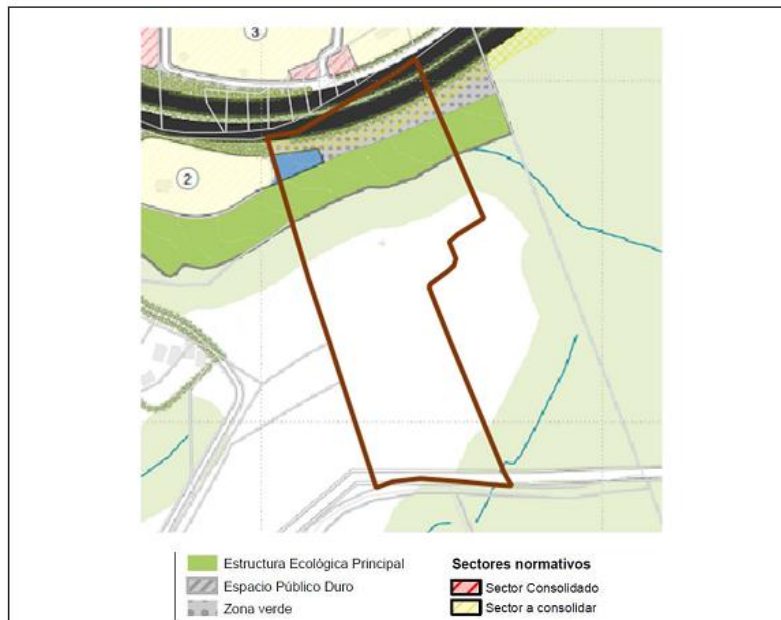 3
2
Estructura Ecológica Principal
Espacio Público Duro
Zona verde
Sectores normativos
Sector Consolidado
Sector a consolidar